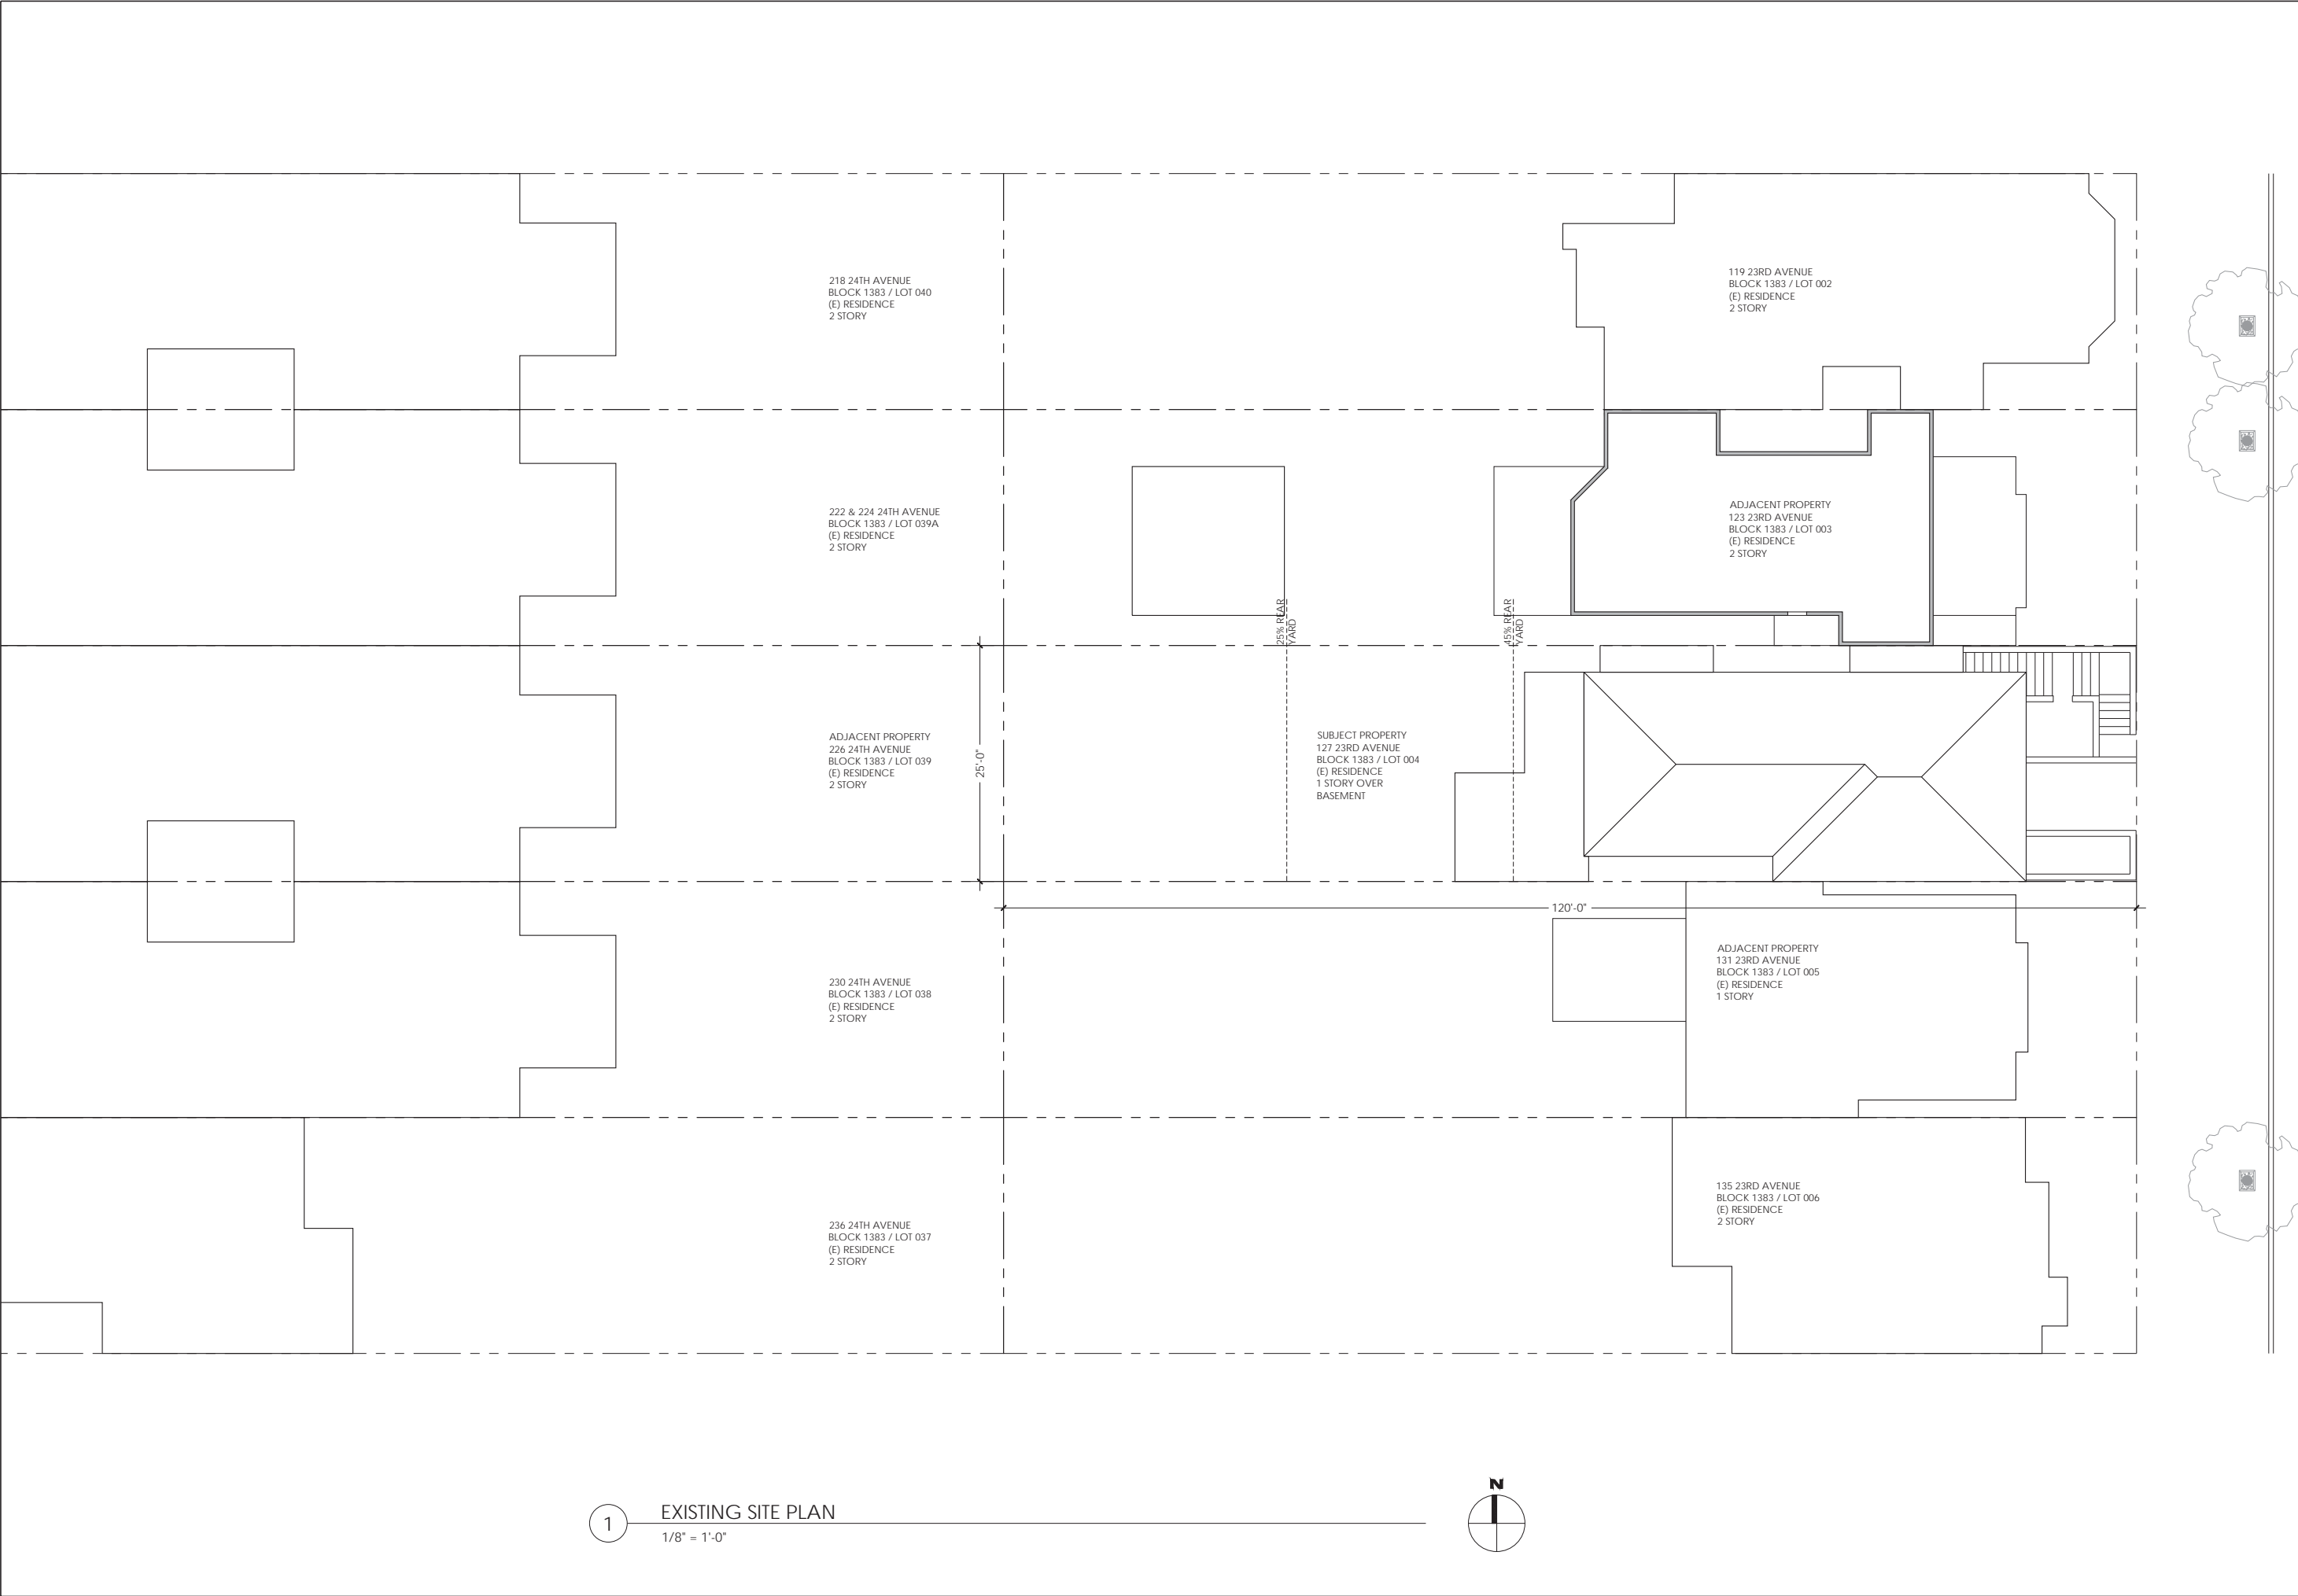 218 24TH AVENUE
BLOCK 1383 / LOT 040
(E) RESIDENCE
2 STORY
119 23RD AVENUE
BLOCK 1383 / LOT 002
(E) RESIDENCE
2 STORY
222 & 224 24TH AVENUE
BLOCK 1383 / LOT 039A
(E) RESIDENCE
2 STORY
ADJACENT PROPERTY
123 23RD AVENUE
BLOCK 1383 / LOT 003
(E) RESIDENCE
2 STORY
25% REAR
YARD
45% REAR
YARD
ADJACENT PROPERTY
226 24TH AVENUE
BLOCK 1383 / LOT 039
(E) RESIDENCE
2 STORY
25'-0"
SUBJECT PROPERTY
127 23RD AVENUE
BLOCK 1383 / LOT 004
(E) RESIDENCE
1 STORY OVER
BASEMENT
120'-0"
230 24TH AVENUE
BLOCK 1383 / LOT 038
(E) RESIDENCE
2 STORY
ADJACENT PROPERTY
131 23RD AVENUE
BLOCK 1383 / LOT 005
(E) RESIDENCE
1 STORY
236 24TH AVENUE
BLOCK 1383 / LOT 037
(E) RESIDENCE
2 STORY
135 23RD AVENUE
BLOCK 1383 / LOT 006
(E) RESIDENCE
2 STORY
1
EXISTING SITE PLAN
1/8" = 1'-0"
N